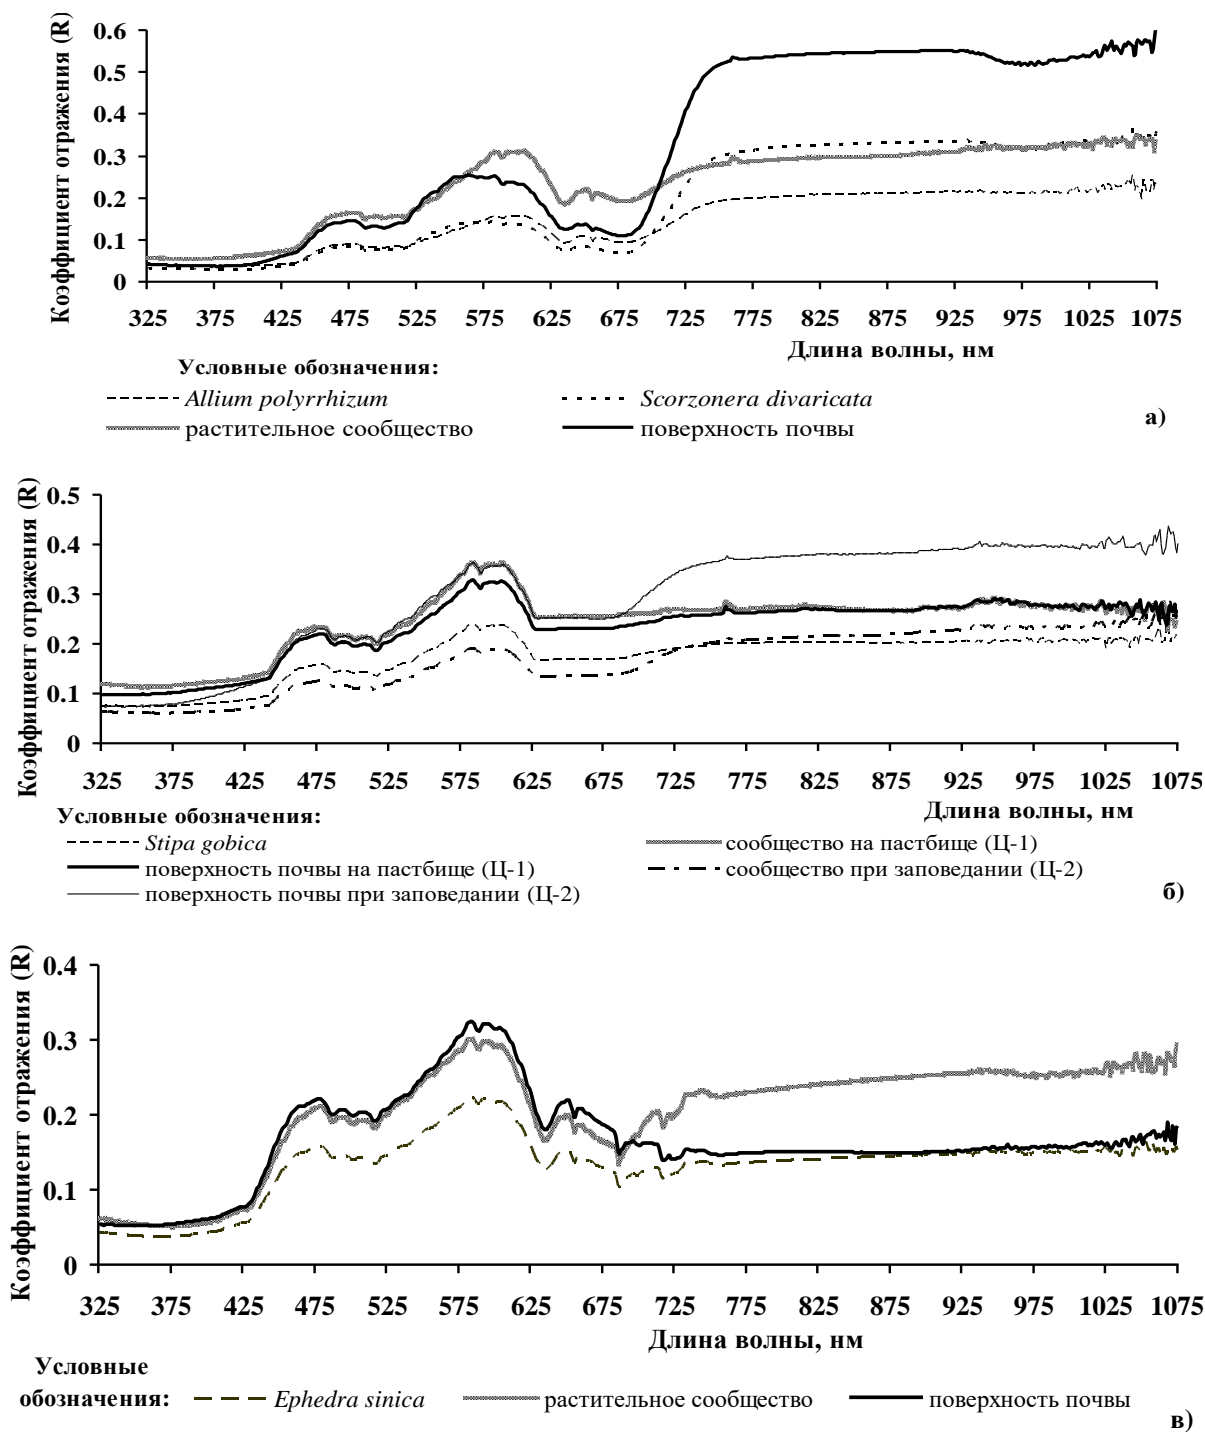 Коэффициент отражения (R)
0.6
0.5
0.4
0.3
0.2
0.1
0
325 375 425 475 525 575 625 675 725 775 825 875 925 975 1025 1075
Длина волны, нм
Условные обозначения:
Allium polyrrhizum Scorzonera divaricata
растительное сообщество поверхность почвы
а)
Коэффициент отражения (R)
0.5
0.4
0.3
0.2
0.1
0
325 375 425 475 525 575 625 675 725 775 825 875 925 975 1025 1075
Длина волны, нм
Условные обозначения:
Stipa gobica сообщество на пастбище (Ц-1)
поверхность почвы на пастбище (Ц-1) сообщество при заповедании (Ц-2)
поверхность почвы при заповедании (Ц-2)
б)
Коэффициент отражения (R)
0.4
0.3
0.2
0.1
0
325 375 425 475 525 575 625 675 725 775 825 875 925 975 1025 1075
Длина волны, нм
Условные
обозначения: Ephedra sinica растительное сообщество поверхность почвы
в)